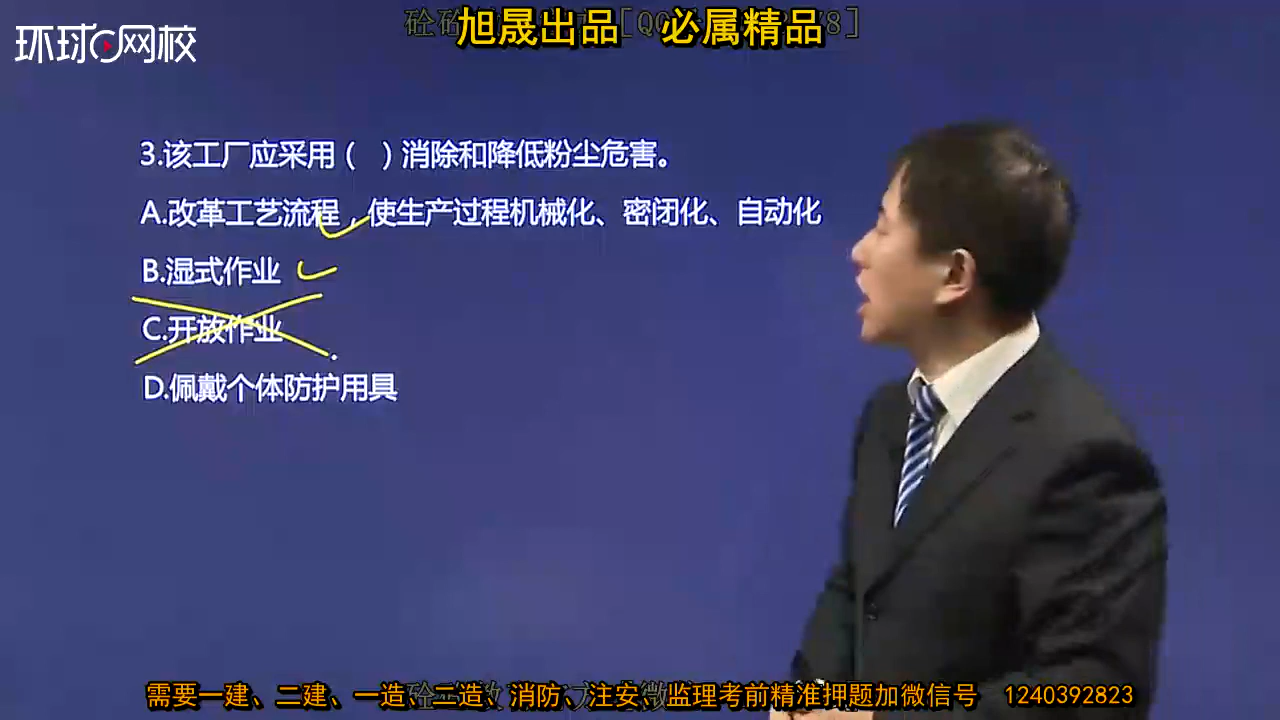 旭晟出品 必属精品
环球网校
3.该工厂应采用（ ）消除和降低粉尘危害。
A.改革工艺流程，使生产过程机械化、密闭化、自动化
B.湿式作业
C.开放作业
D.佩戴个体防护用具
需要一建、二建、一造、二造、消防、注安、监理考前精准押题加微信号 1240392823